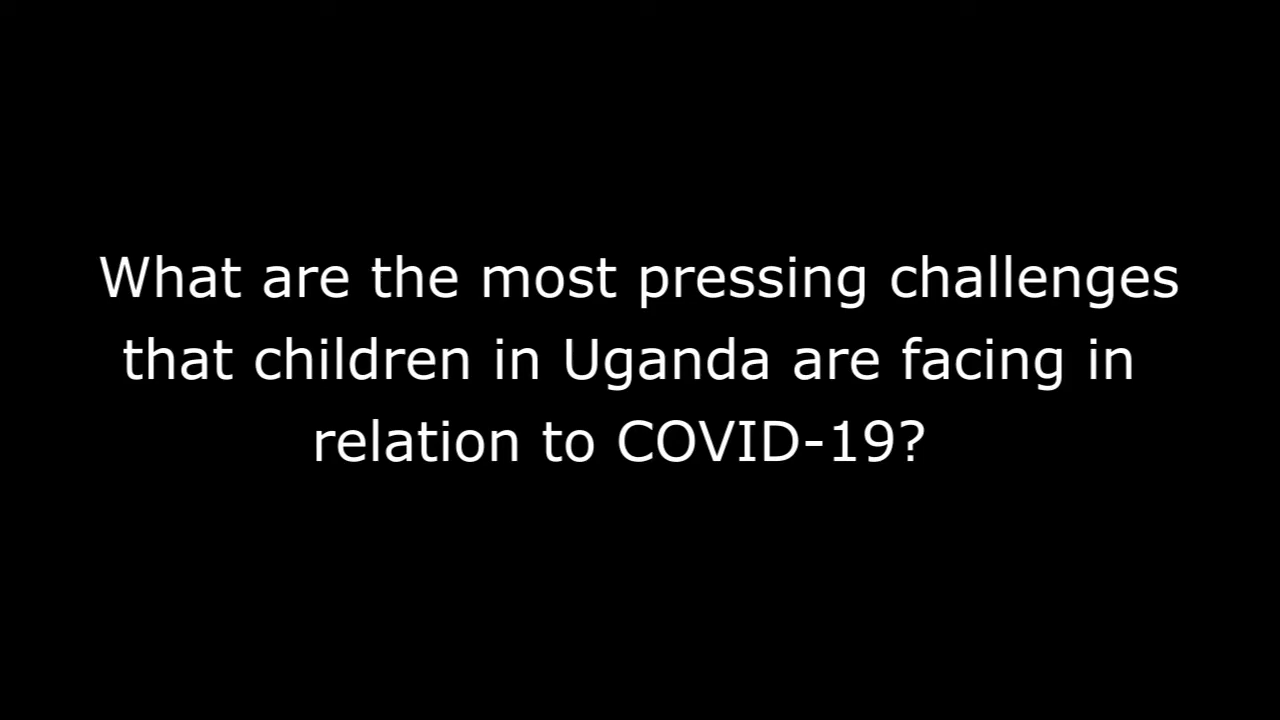 What are the most pressing challenges
that children in Uganda are facing in
relation to COVID-19?